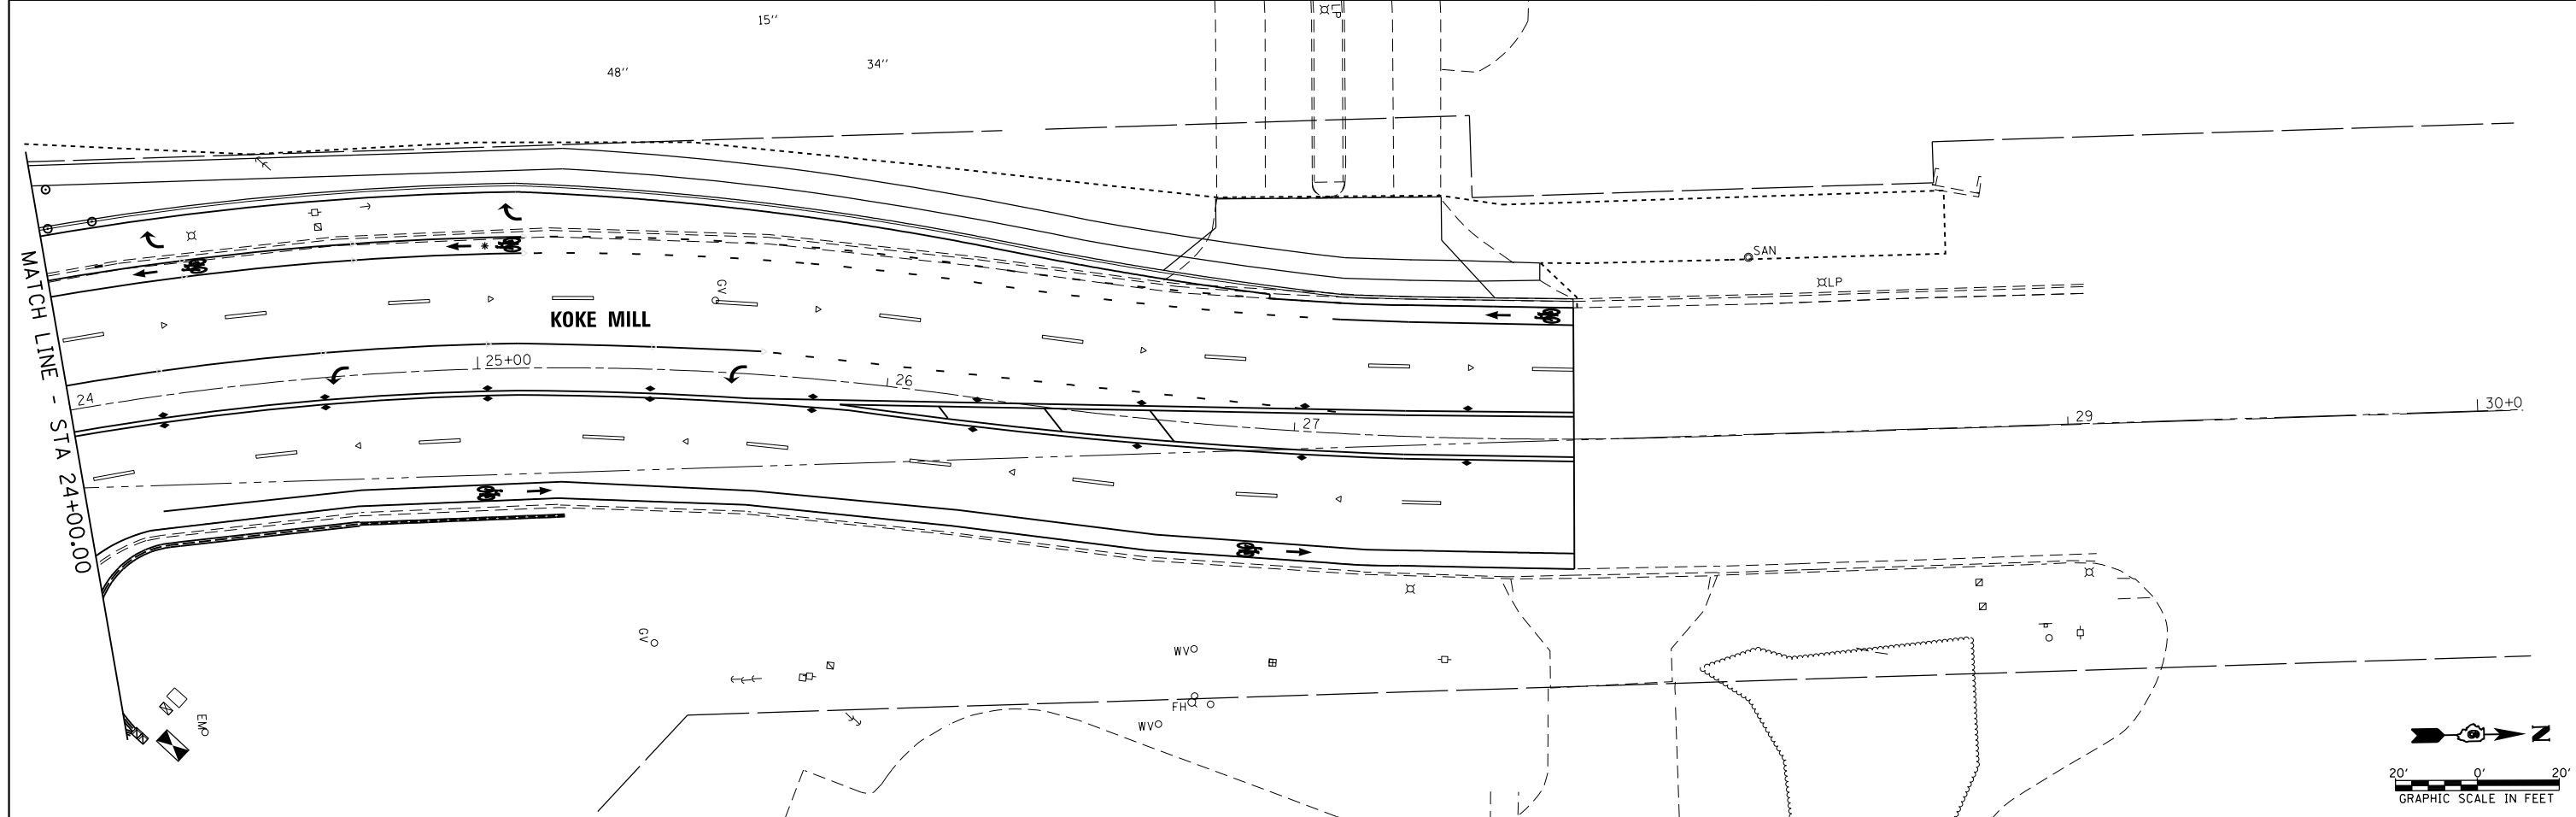 15''
LP
34''
48''
SAN
LP
GV
KOKE MILL
25+00
26
24
27
29
30+0
MATCH LINE - STA 24+00.00
GV
WV
FH
WV
EM
N
20' 0' 20'
GRAPHIC SCALE IN FEET